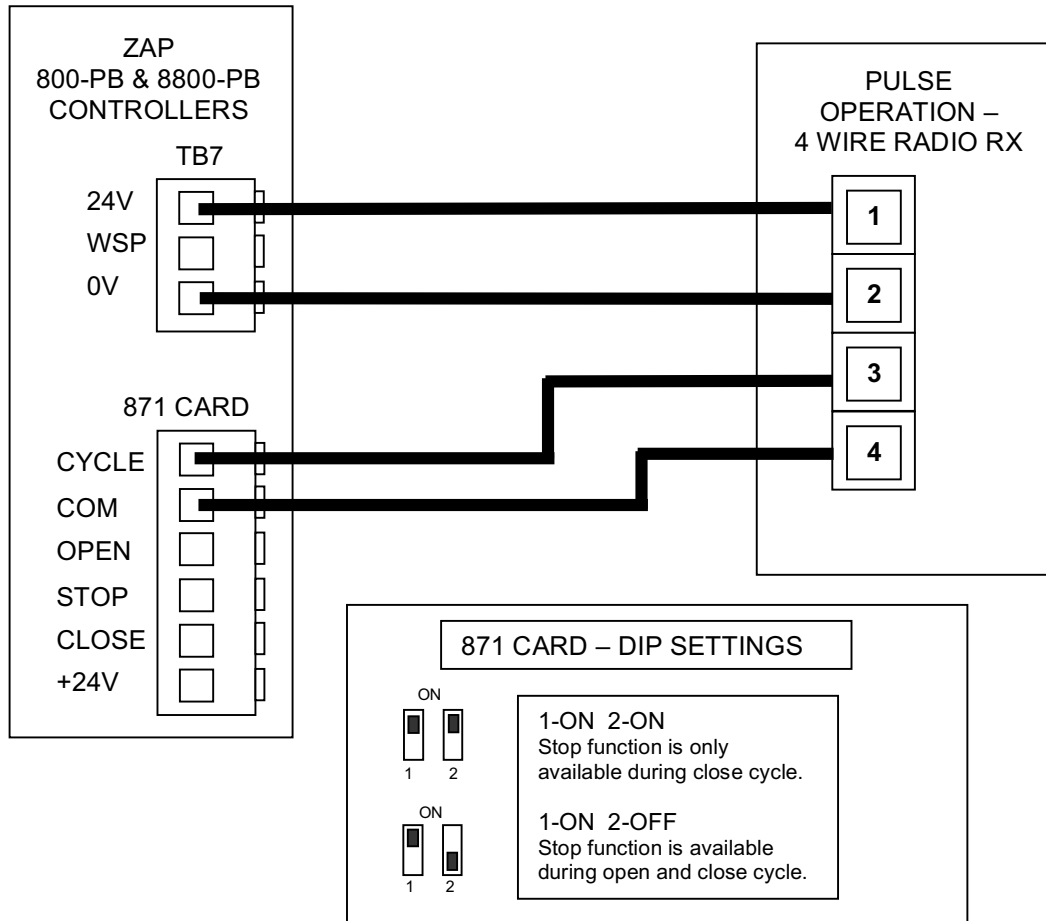 ZAP
800-PB & 8800-PB
CONTROLLERS
TB7
24V
WSP
0V
871 CARD
CYCLE
COM
OPEN
STOP
CLOSE
+24V
PULSE
OPERATION –
4 WIRE RADIO RX
1
2
3
4
871 CARD – DIP SETTINGS
ON
1 2
1-ON 2-ON
Stop function is only
available during close cycle.
ON
1 2
1-ON 2-OFF
Stop function is available
during open and close cycle.